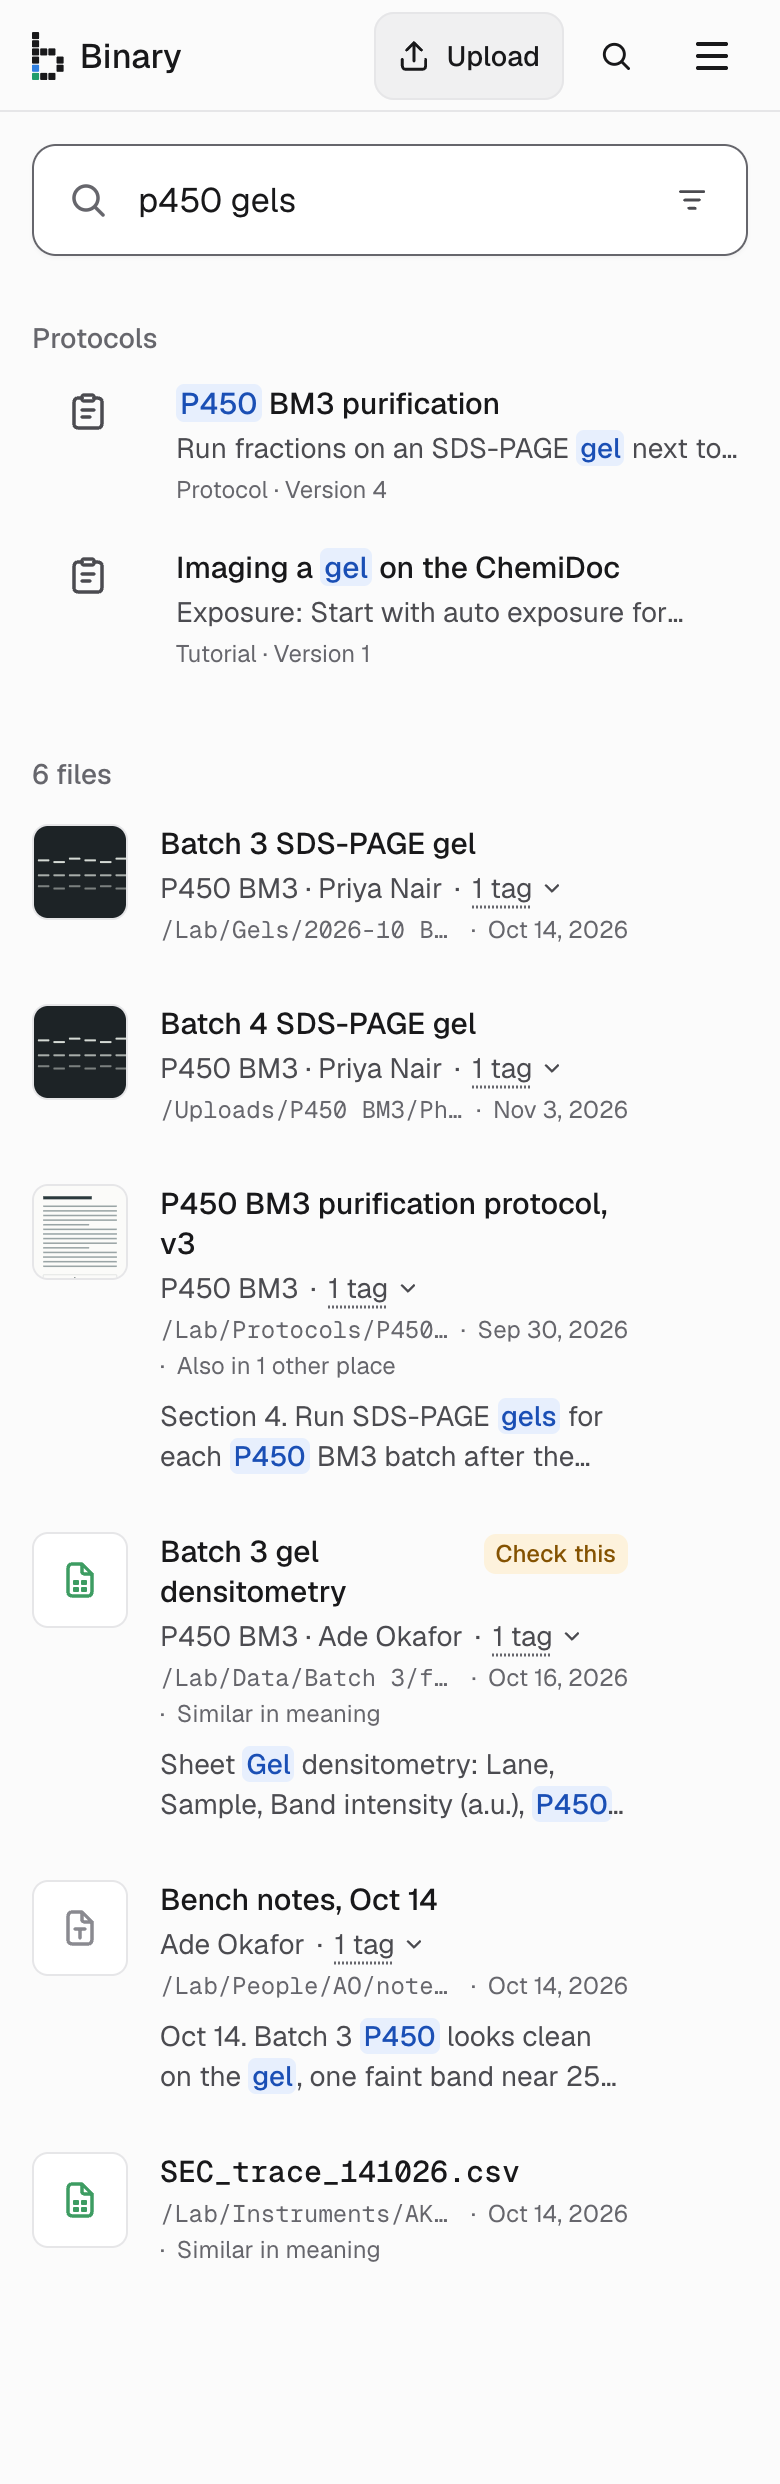 Binary
Upload
p450 gels
Protocols
P450 BM3 purification
Run fractions on an SDS-PAGE gel next to...
Protocol · Version 4
Imaging a gel on the ChemiDoc
Exposure: Start with auto exposure for...
Tutorial · Version 1
6 files
Batch 3 SDS-PAGE gel
P450 BM3 · Priya Nair · 1 tag
/Lab/Gels/2026-10 B... · Oct 14, 2026
Batch 4 SDS-PAGE gel
P450 BM3 · Priya Nair · 1 tag
/Uploads/P450 BM3/Ph... · Nov 3, 2026
P450 BM3 purification protocol,
v3
P450 BM3 · 1 tag
/Lab/Protocols/P450... · Sep 30, 2026
· Also in 1 other place
Section 4. Run SDS-PAGE gels for
each P450 BM3 batch after the...
Batch 3 gel
densitometry
Check this
P450 BM3 · Ade Okafor · 1 tag
/Lab/Data/Batch 3/f... · Oct 16, 2026
· Similar in meaning
Sheet Gel densitometry: Lane,
Sample, Band intensity (a.u.), P450...
Bench notes, Oct 14
Ade Okafor · 1 tag
/Lab/People/AO/note... · Oct 14, 2026
Oct 14. Batch 3 P450 looks clean
on the gel, one faint band near 25...
SEC_trace_141026.csv
/Lab/Instruments/AK... · Oct 14, 2026
· Similar in meaning